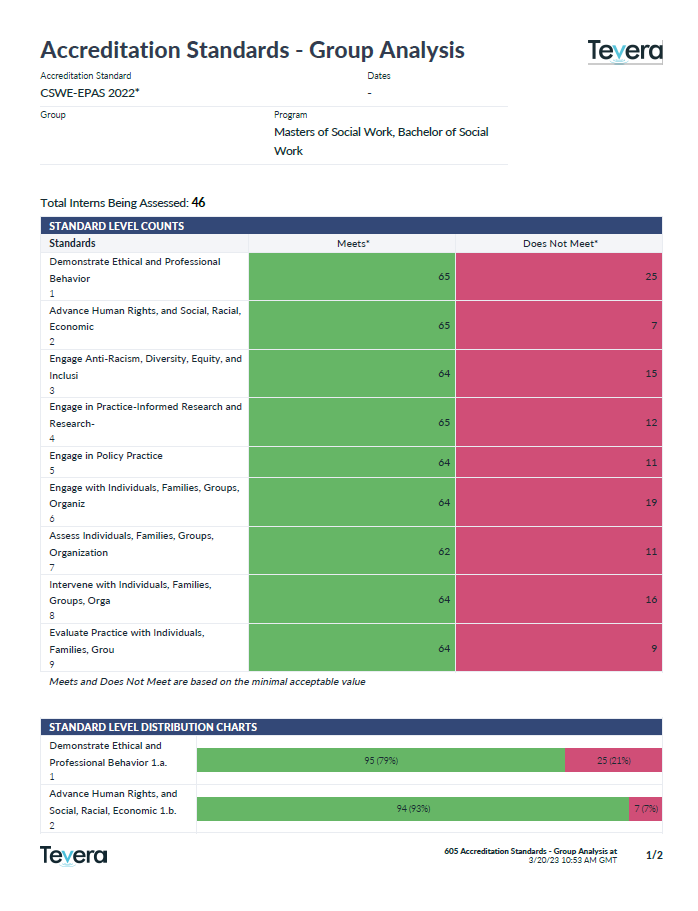 Accreditation Standards - Group Analysis
Tevera
Accreditation Standard
Dates
CSWE-EPAS 2022*
-
Group
Program
Masters of Social Work, Bachelor of Social
Work
Total Interns Being Assessed: 46
STANDARD LEVEL COUNTS
Standards Meets* Does Not Meet*
Demonstrate Ethical and Professional
Behavior
1
65 25
Advance Human Rights, and Social, Racial,
Economic
2
65 7
Engage Anti-Racism, Diversity, Equity, and
Inclusi
3
64 15
Engage in Practice-Informed Research and
Research-
4
65 12
Engage in Policy Practice
5
64 11
Engage with Individuals, Families, Groups,
Organiz
6
64 19
Assess Individuals, Families, Groups,
Organization
7
62 11
Intervene with Individuals, Families,
Groups, Orga
8
64 16
Evaluate Practice with Individuals,
Families, Grou
9
64 9
Meets and Does Not Meet are based on the minimal acceptable value
STANDARD LEVEL DISTRIBUTION CHARTS
Demonstrate Ethical and
Professional Behavior 1.a.
1
95 (79%) 25 (21%)
Advance Human Rights, and
Social, Racial, Economic 1.b.
2
94 (93%) 7 (7%)
Tevera
605 Accreditation Standards - Group Analysis at
3/20/23 10:53 AM GMT
1/2